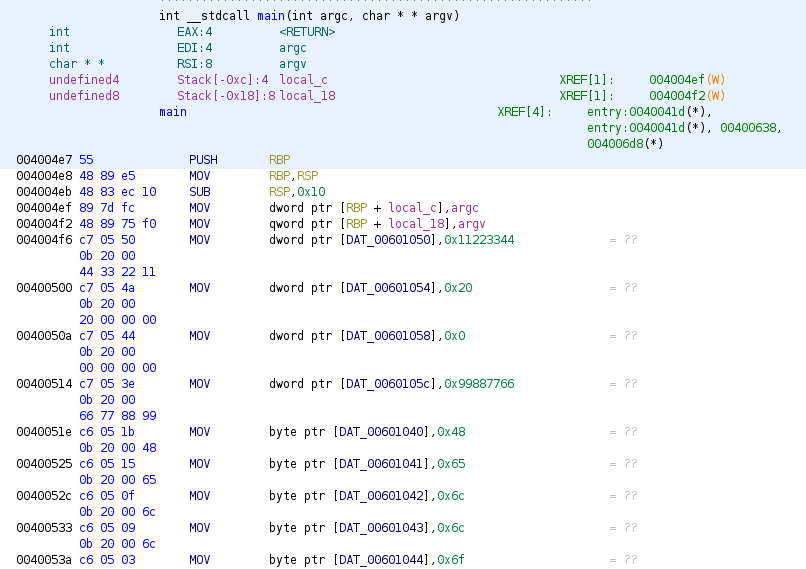 int __stdcall main(int argc, char * * argv)
int EAX:4 <RETURN>
int EDI:4 argc
char * * RSI:8 argv
undefined4 Stack[-0xc]:4 local_c XREF[1]: 004004ef(W)
undefined8 Stack[-0x18]:8 local_18 XREF[1]: 004004f2(W)
main XREF[4]: entry:0040041d(*),
entry:0040041d(*), 00400638,
004006d8(*)
004004e7 55 PUSH RBP
004004e8 48 89 e5 MOV RBP,RSP
004004eb 48 83 ec 10 SUB RSP,0x10
004004ef 89 7d fc MOV dword ptr [RBP + local_c],argc
004004f2 48 89 75 f0 MOV qword ptr [RBP + local_18],argv
004004f6 c7 05 50 MOV dword ptr [DAT_00601050],0x11223344 = ??
0b 20 00
44 33 22 11
00400500 c7 05 4a MOV dword ptr [DAT_00601054],0x20 = ??
0b 20 00
20 00 00 00
0040050a c7 05 44 MOV dword ptr [DAT_00601058],0x0 = ??
0b 20 00
00 00 00 00
00400514 c7 05 3e MOV dword ptr [DAT_0060105c],0x99887766 = ??
0b 20 00
66 77 88 99
0040051e c6 05 1b MOV byte ptr [DAT_00601040],0x48 = ??
0b 20 00 48
00400525 c6 05 15 MOV byte ptr [DAT_00601041],0x65 = ??
0b 20 00 65
0040052c c6 05 0f MOV byte ptr [DAT_00601042],0x6c = ??
0b 20 00 6c
00400533 c6 05 09 MOV byte ptr [DAT_00601043],0x6c = ??
0b 20 00 6c
0040053a c6 05 03 MOV byte ptr [DAT_00601044],0x6f = ??